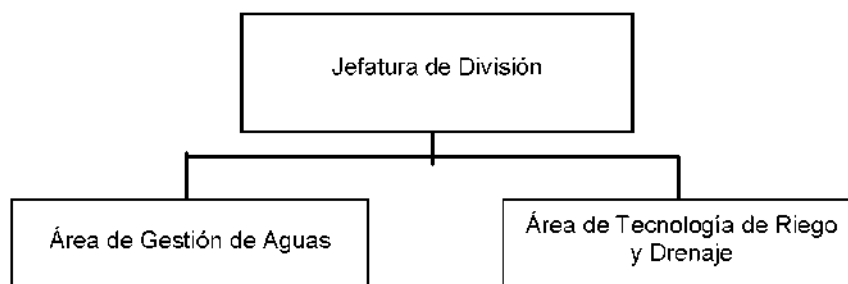 Jefatura de División
Área de Gestión de Aguas
Área de Tecnología de Riego
y Drenaje